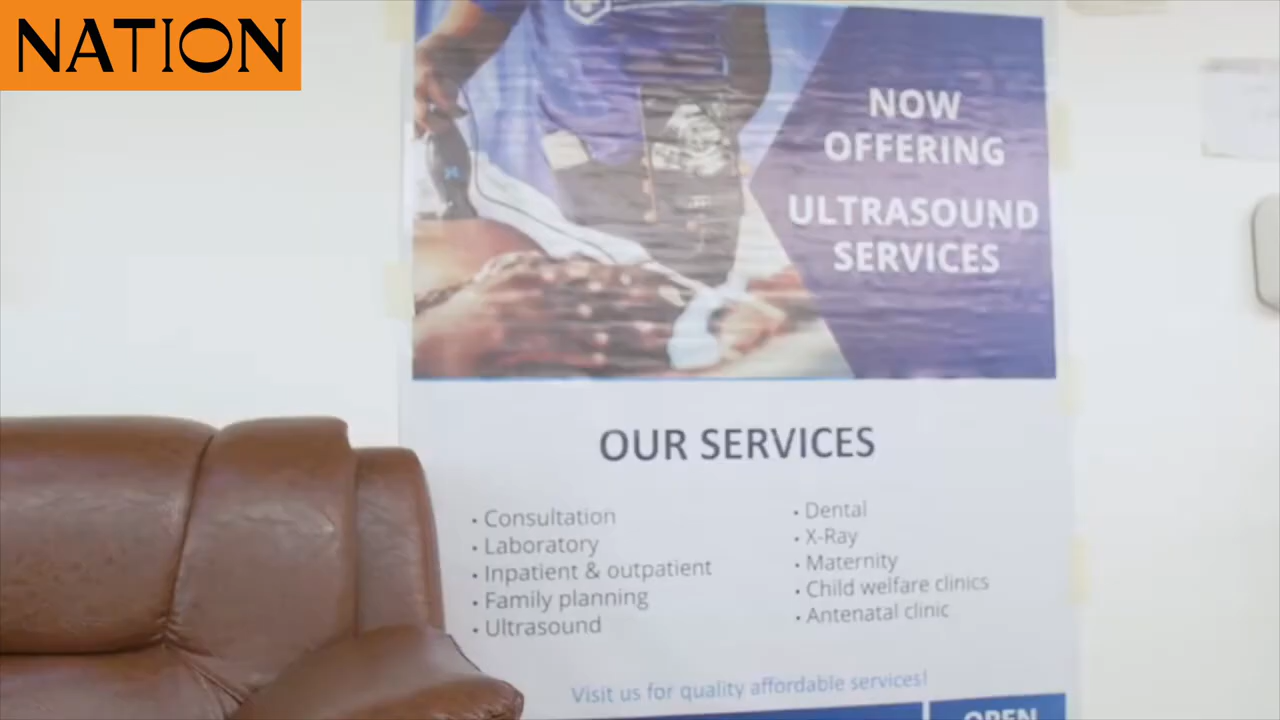 NATION
NOW
OFFERING
ULTRASOUND
SERVICES
OUR SERVICES
• Consultation
• Laboratory
• Inpatient & outpatient
• Family planning
• Ultrasound
• Dental
• X-Ray
• Maternity
• Child welfare clinics
• Antenatal clinic
Visit us for quality affordable services!
OPEN